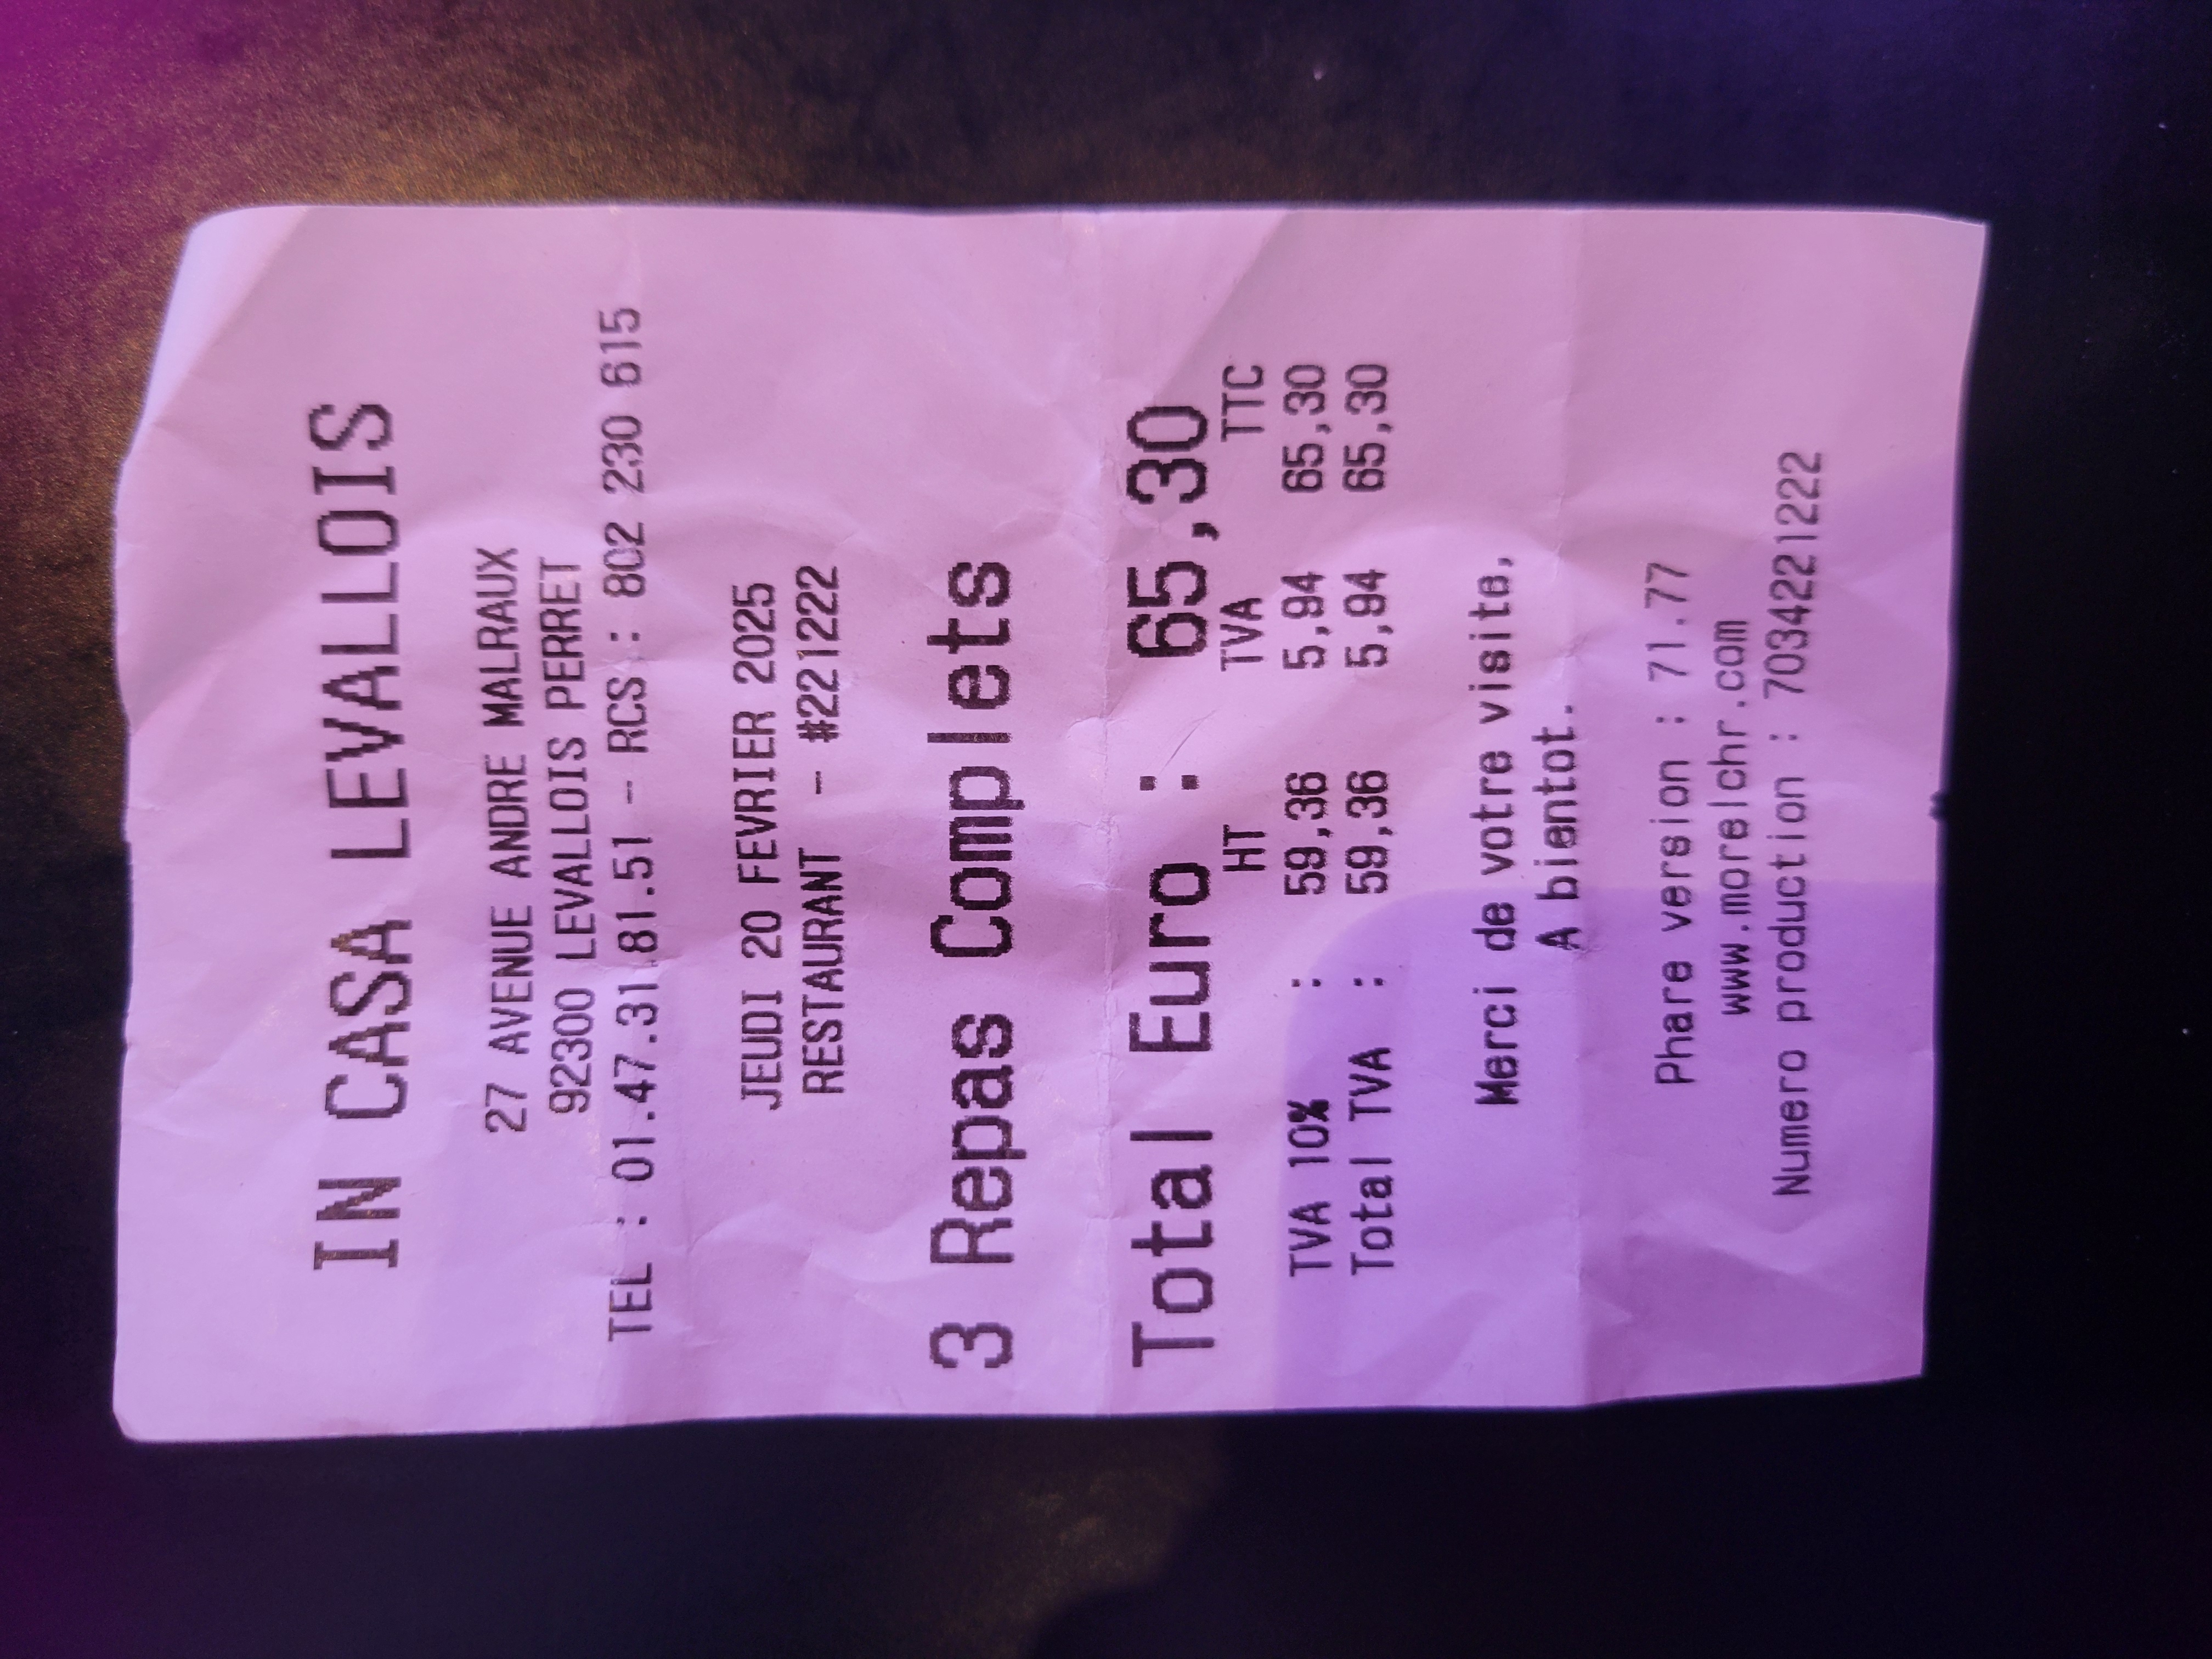 IN CASA LEVALLOIS
27 AVENUE ANDRE MALRAUX
92300 LEVALLOIS PERRET
TEL : 01.47.31.81.51 - RCS : 802 230 615
JEUDI 20 FEVRIER 2025
RESTAURANT - #221222
3 Repas Complets
Total Euro : 65,30
HT TVA TTC
TVA 10% : 59,36 5,94 65,30
Total TVA : 59,36 5,94 65,30
Merci de votre visite,
A bientot.
Phare version : 71.77
www.morelchr.com
Numero production : 7034221222